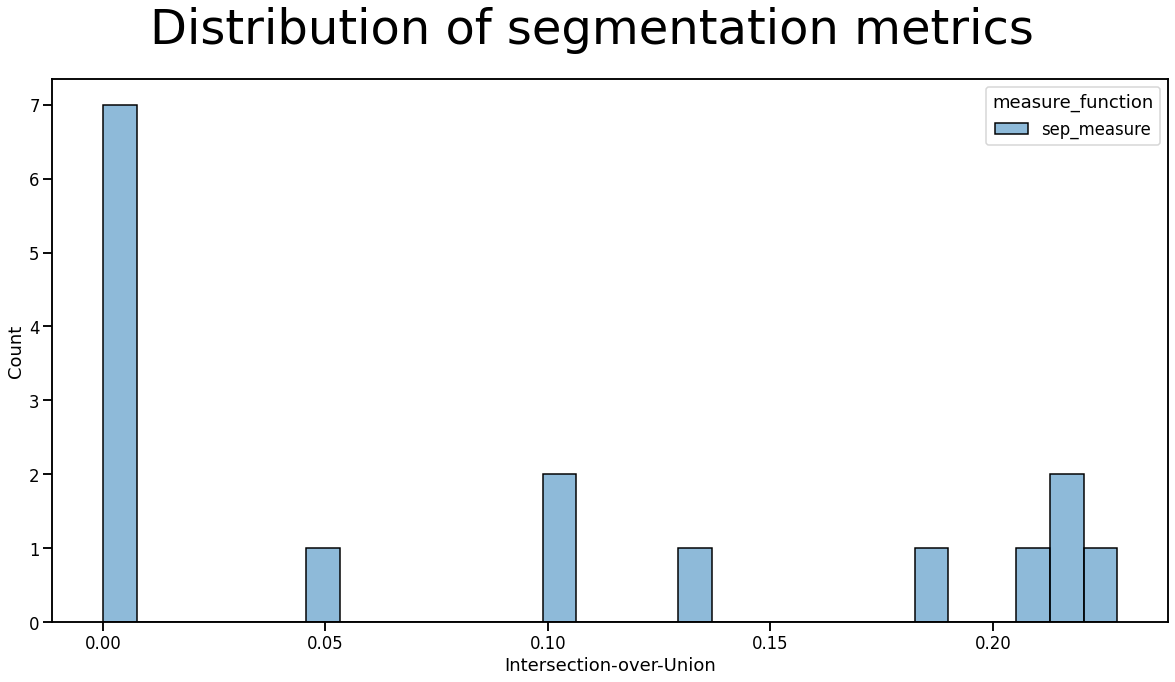 Distribution of segmentation metrics
measure_function
sep_measure
7
6
5
4
3
2
1
0
Count
0.00 0.05 0.10 0.15 0.20
Intersection-over-Union